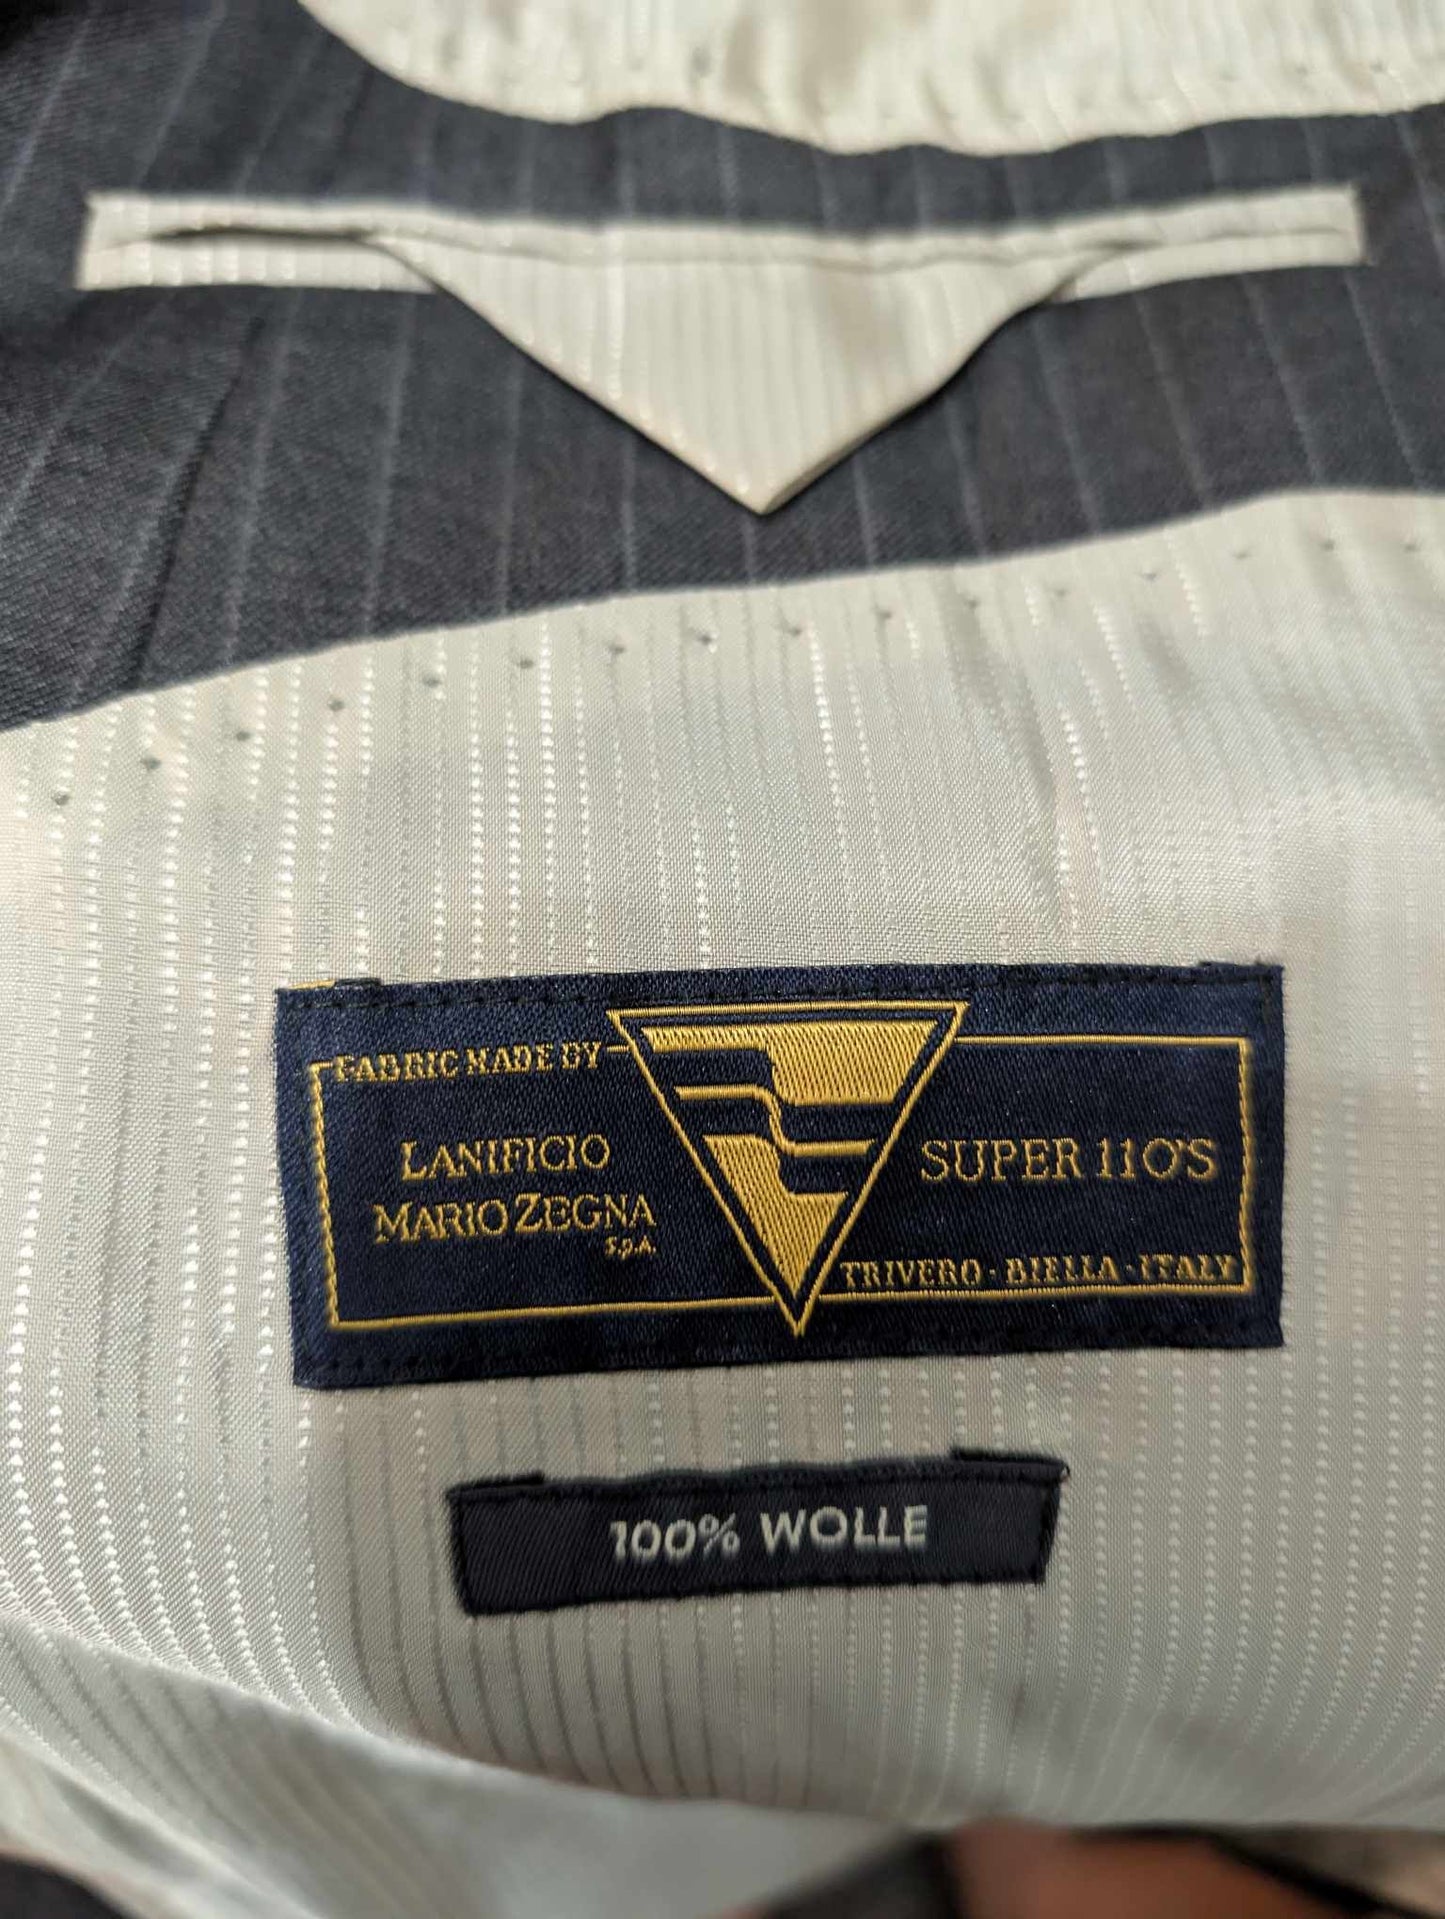 FABRIC MADE BY
LANIFICIO
MARIO ZEGNA
S.p.A.
SUPER 110'S
TRIVERO · BIELLA · ITALY
100% WOLLE